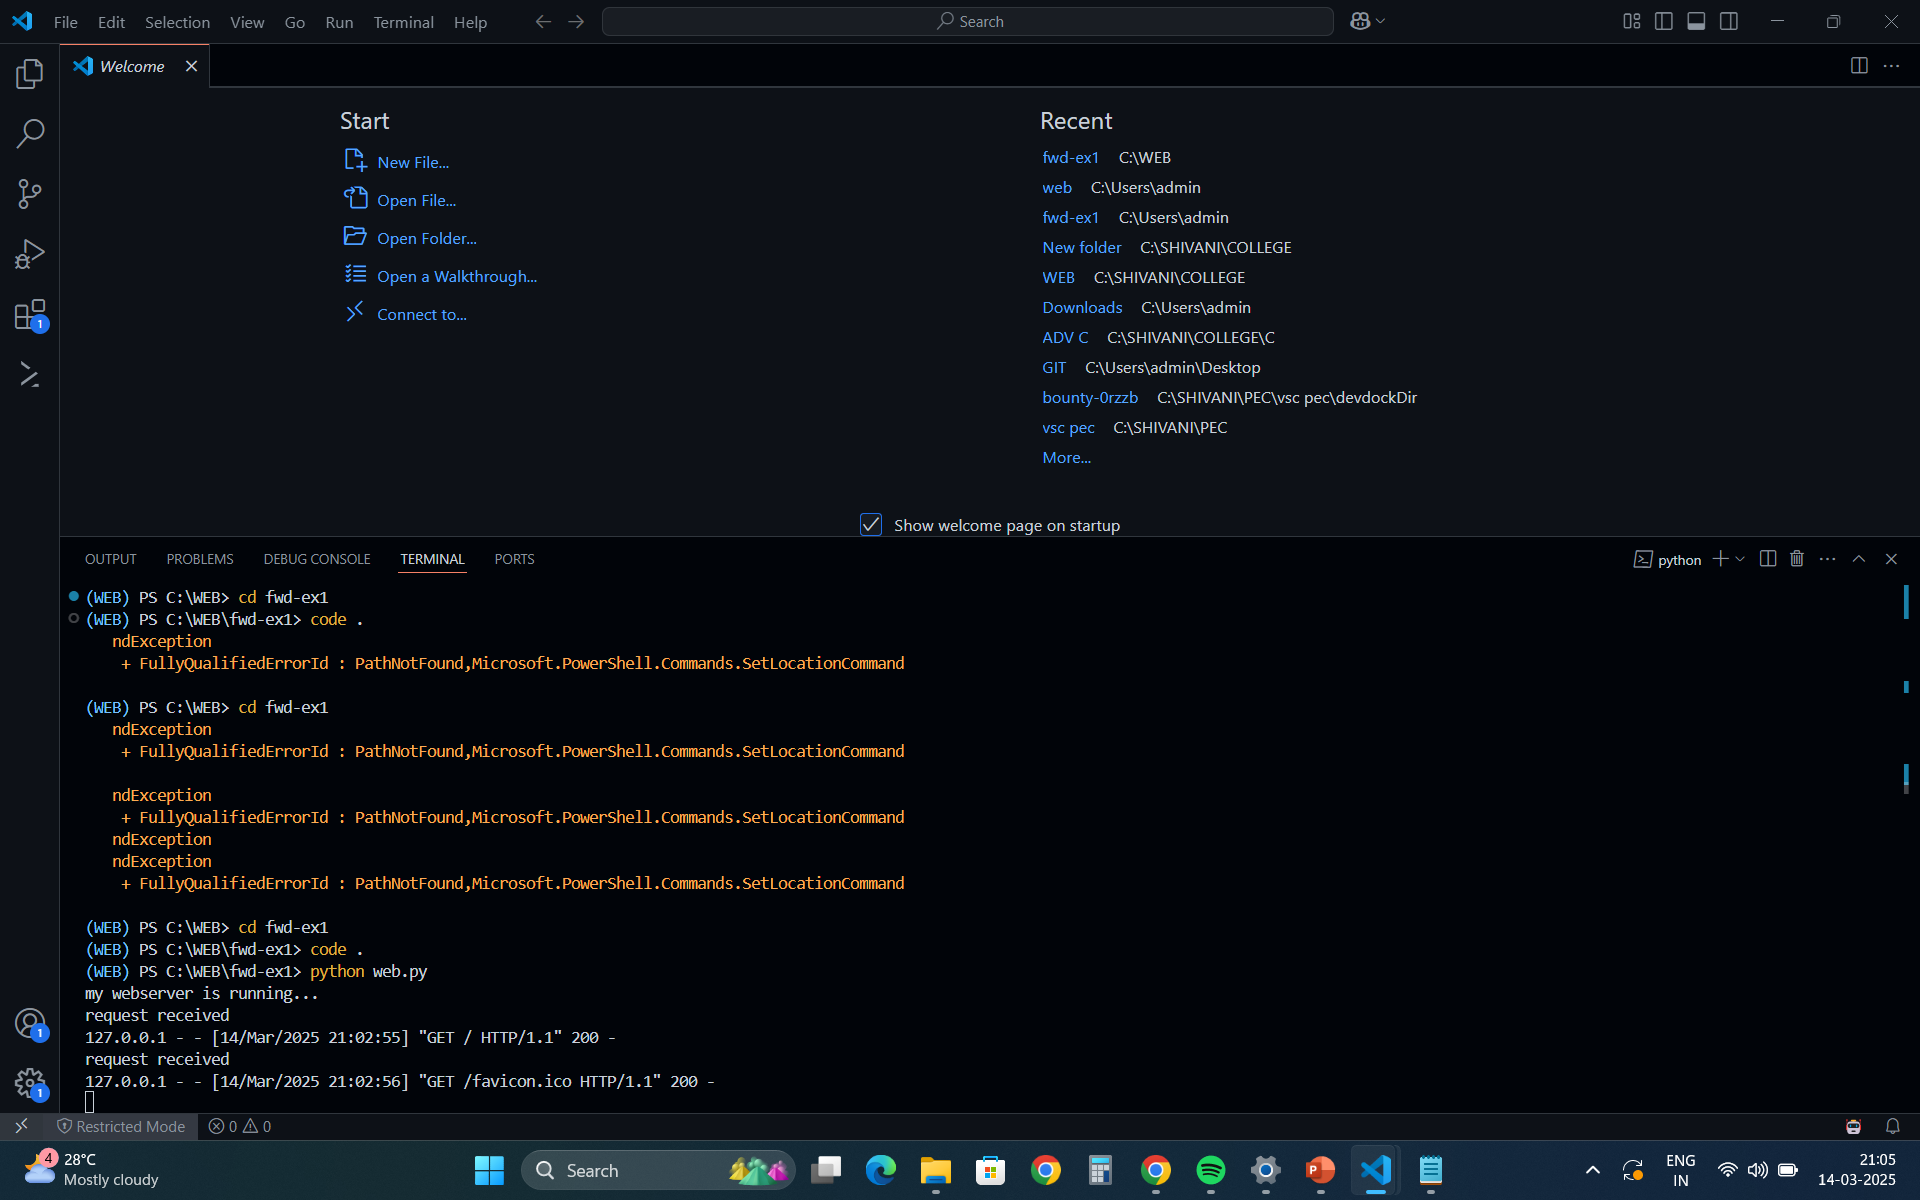 File Edit Selection View Go Run Terminal Help Search
Welcome
Start
New File...
Open File...
Open Folder...
Open a Walkthrough...
Connect to...
Recent
fwd-ex1 C:\WEB
web C:\Users\admin
fwd-ex1 C:\Users\admin
New folder C:\SHIVANI\COLLEGE
WEB C:\SHIVANI\COLLEGE
Downloads C:\Users\admin
ADV C C:\SHIVANI\COLLEGE\C
GIT C:\Users\admin\Desktop
bounty-0rzzb C:\SHIVANI\PEC\vsc pec\devdockDir
vsc pec C:\SHIVANI\PEC
More...
Show welcome page on startup
1
OUTPUT PROBLEMS DEBUG CONSOLE TERMINAL PORTS python
(WEB) PS C:\WEB> cd fwd-ex1
(WEB) PS C:\WEB\fwd-ex1> code .
ndException
+ FullyQualifiedErrorId : PathNotFound,Microsoft.PowerShell.Commands.SetLocationCommand
(WEB) PS C:\WEB> cd fwd-ex1
ndException
+ FullyQualifiedErrorId : PathNotFound,Microsoft.PowerShell.Commands.SetLocationCommand
ndException
+ FullyQualifiedErrorId : PathNotFound,Microsoft.PowerShell.Commands.SetLocationCommand
ndException
ndException
+ FullyQualifiedErrorId : PathNotFound,Microsoft.PowerShell.Commands.SetLocationCommand
(WEB) PS C:\WEB> cd fwd-ex1
(WEB) PS C:\WEB\fwd-ex1> code .
(WEB) PS C:\WEB\fwd-ex1> python web.py
my webserver is running...
request received
127.0.0.1 - - [14/Mar/2025 21:02:55] "GET / HTTP/1.1" 200 -
request received
127.0.0.1 - - [14/Mar/2025 21:02:56] "GET /favicon.ico HTTP/1.1" 200 -
1
1
Restricted Mode 0 0
4
28°C
Mostly cloudy
Search
P
ENG
IN
21:05
14-03-2025